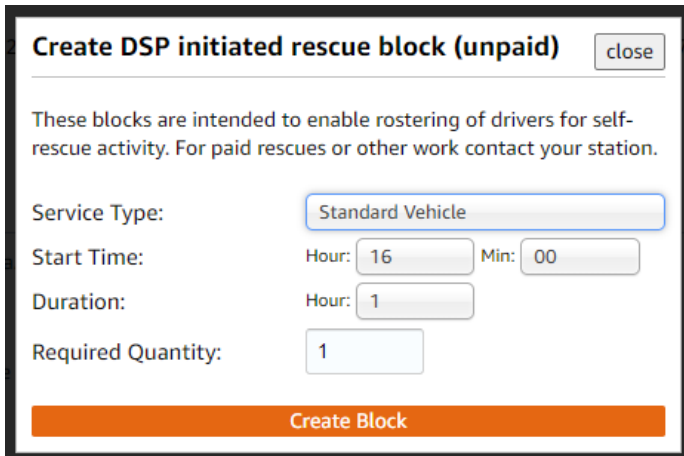 Create DSP initiated rescue block (unpaid) close
These blocks are intended to enable rostering of drivers for self-
rescue activity. For paid rescues or other work contact your station.
Service Type: Standard Vehicle
Start Time: Hour: 16 Min: 00
Duration: Hour: 1
Required Quantity: 1
Create Block